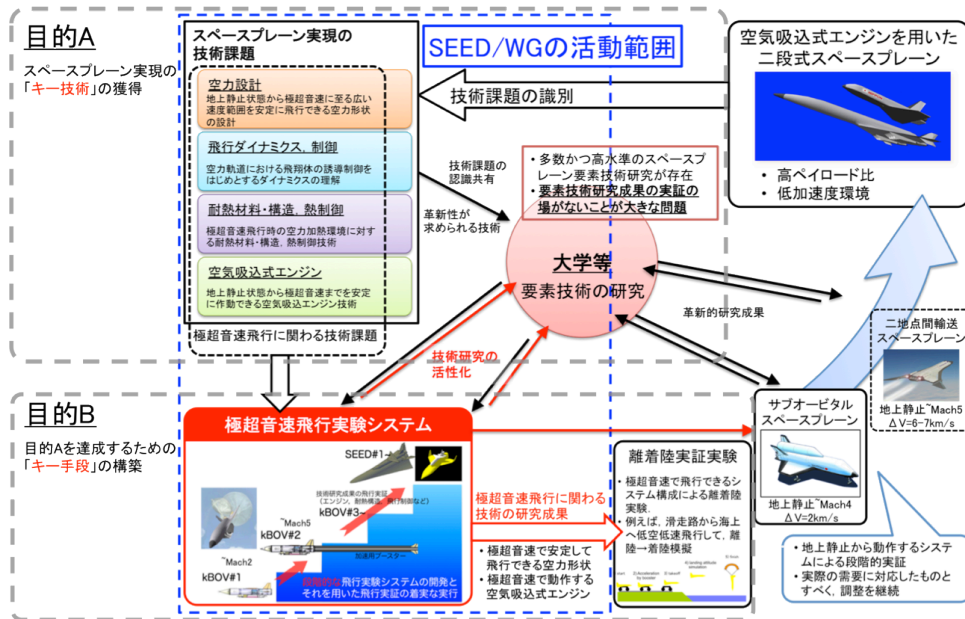 目的A
スペースプレーン実現の
「キー技術」の獲得
スペースプレーン実現の
技術課題
空力設計
地上静止状態から極超音速に至る広い
速度範囲を安定に飛行できる空力形状
の設計
飛行ダイナミクス, 制御
空力軌道における飛翔体の誘導制御を
はじめとするダイナミクスの理解
耐熱材料・構造, 熱制御
極超音速飛行時の空力加熱環境に対す
る耐熱材料・構造, 熱制御技術
空気吸込式エンジン
地上静止状態から極超音速までを安定
に作動できる空気吸込エンジン技術
極超音速飛行に関わる技術課題
SEED/WGの活動範囲
技術課題の識別
空気吸込式エンジンを用いた
二段式スペースプレーン
• 高ペイロード比
• 低加速度環境
技術課題の
認識共有
革新性が
求められる技術
• 多数かつ高水準のスペースプ
レーン要素技術研究が存在
• 要素技術研究成果の実証の
場がないことが大きな問題
大学等
要素技術の研究
革新的研究成果
技術研究の
活性化
二地点間輸送
スペースプレーン
地上静止~Mach5
ΔV=6-7km/s
目的B
目的Aを達成するための
「キー手段」の構築
極超音速飛行実験システム
SEED#1~
技術研究成果の飛行実証
(エンジン, 耐熱構造, 飛行制御など)
kBOV#3~
~Mach5
kBOV#2
加速用ブースター
~Mach2
kBOV#1
段階的な飛行実験システムの開発と
それを用いた飛行実証の着実な実行
極超音速飛行に関わる
技術の研究成果
• 極超音速で安定して
飛行できる空力形状
• 極超音速で動作する
空気吸込式エンジン
離着陸実証実験
• 極超音速で飛行できるシ
ステム構成による離着陸
実験.
• 例えば, 滑走路から海上
へ低空低速飛行して, 離
陸→着陸模擬
サブオービタル
スペースプレーン
地上静止~Mach4
ΔV=2km/s
• 地上静止から動作するシステ
ムによる段階的実証
• 実際の需要に対応したものと
すべく, 調整を継続